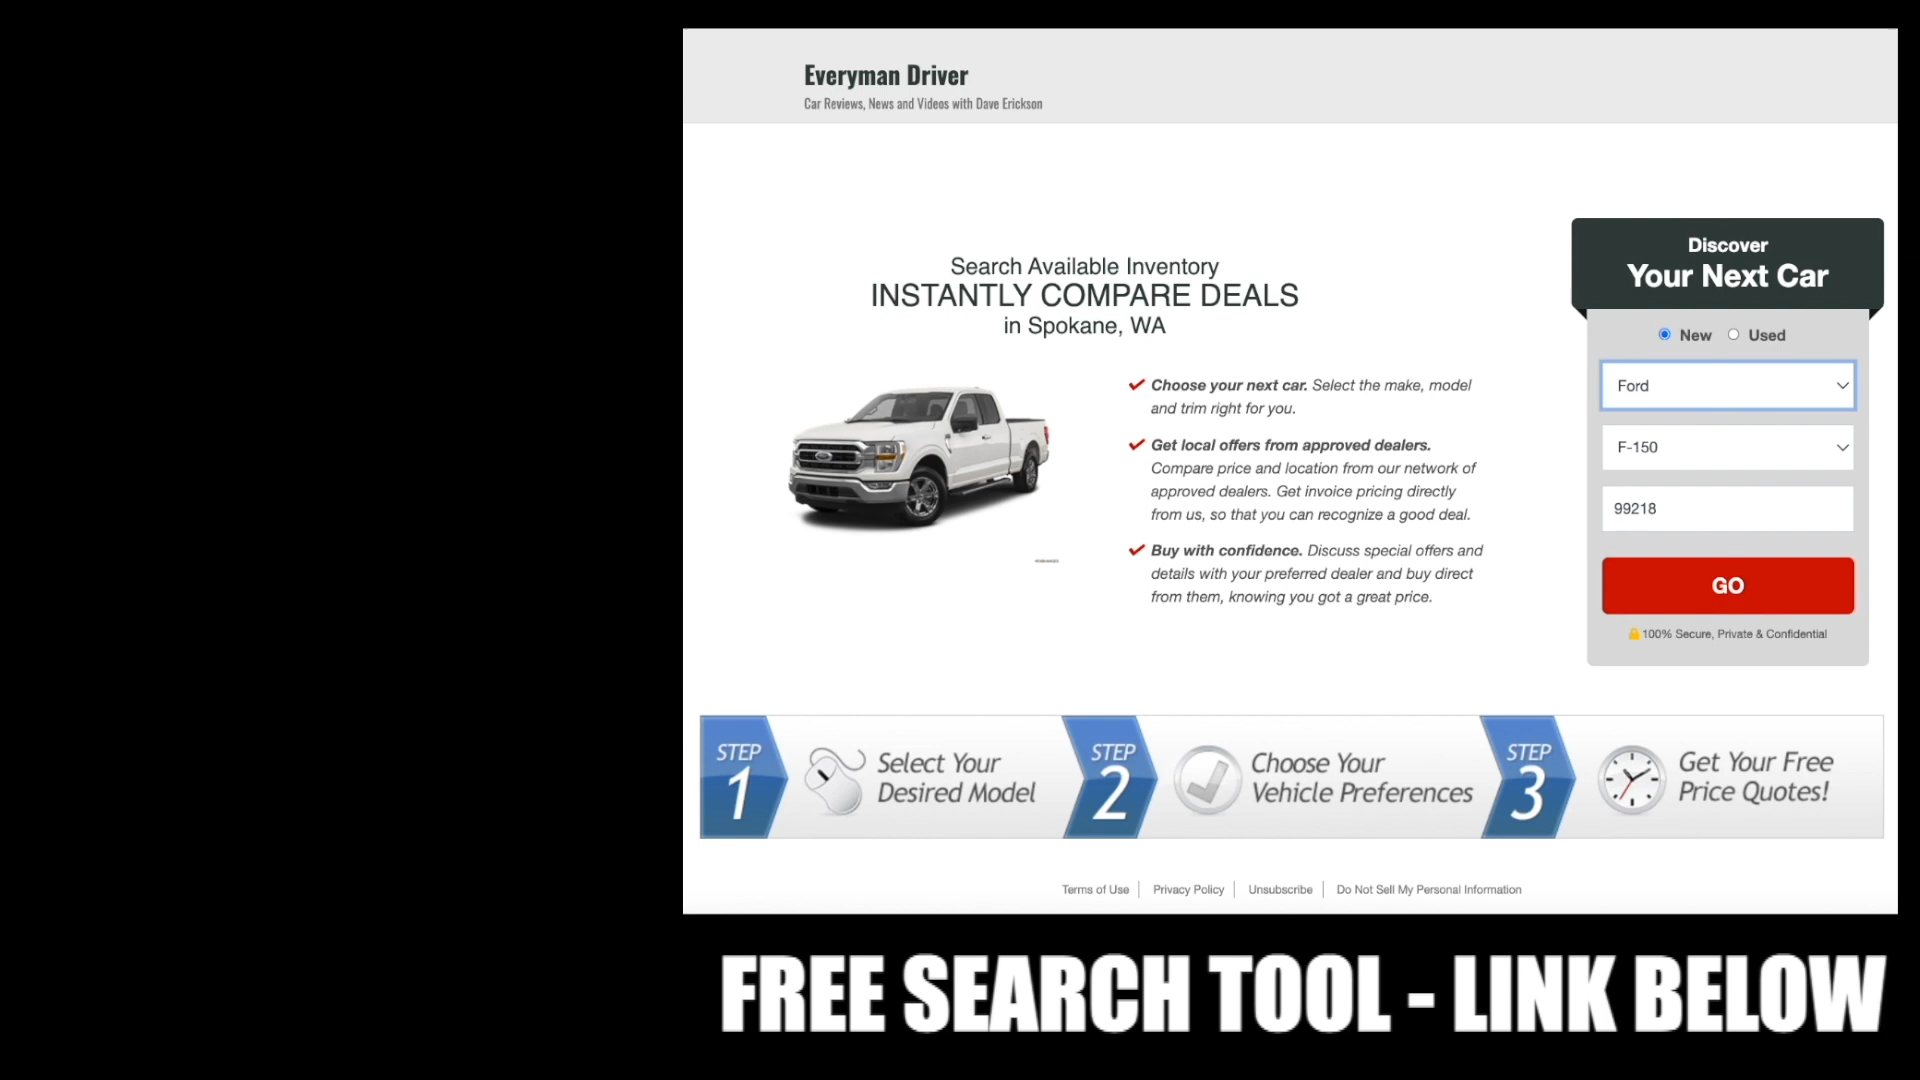 Everyman Driver
Car Reviews, News and Videos with Dave Erickson
Search Available Inventory
INSTANTLY COMPARE DEALS
in Spokane, WA
Choose your next car. Select the make, model
and trim right for you.
Get local offers from approved dealers.
Compare price and location from our network of
approved dealers. Get invoice pricing directly
from us, so that you can recognize a good deal.
Buy with confidence. Discuss special offers and
details with your preferred dealer and buy direct
from them, knowing you got a great price.
Discover
Your Next Car
New Used
Ford
F-150
99218
GO
100% Secure, Private & Confidential
STEP
1
Select Your
Desired Model
STEP
2
Choose Your
Vehicle Preferences
STEP
3
Get Your Free
Price Quotes!
Terms of Use Privacy Policy Unsubscribe Do Not Sell My Personal Information
FREE SEARCH TOOL - LINK BELOW